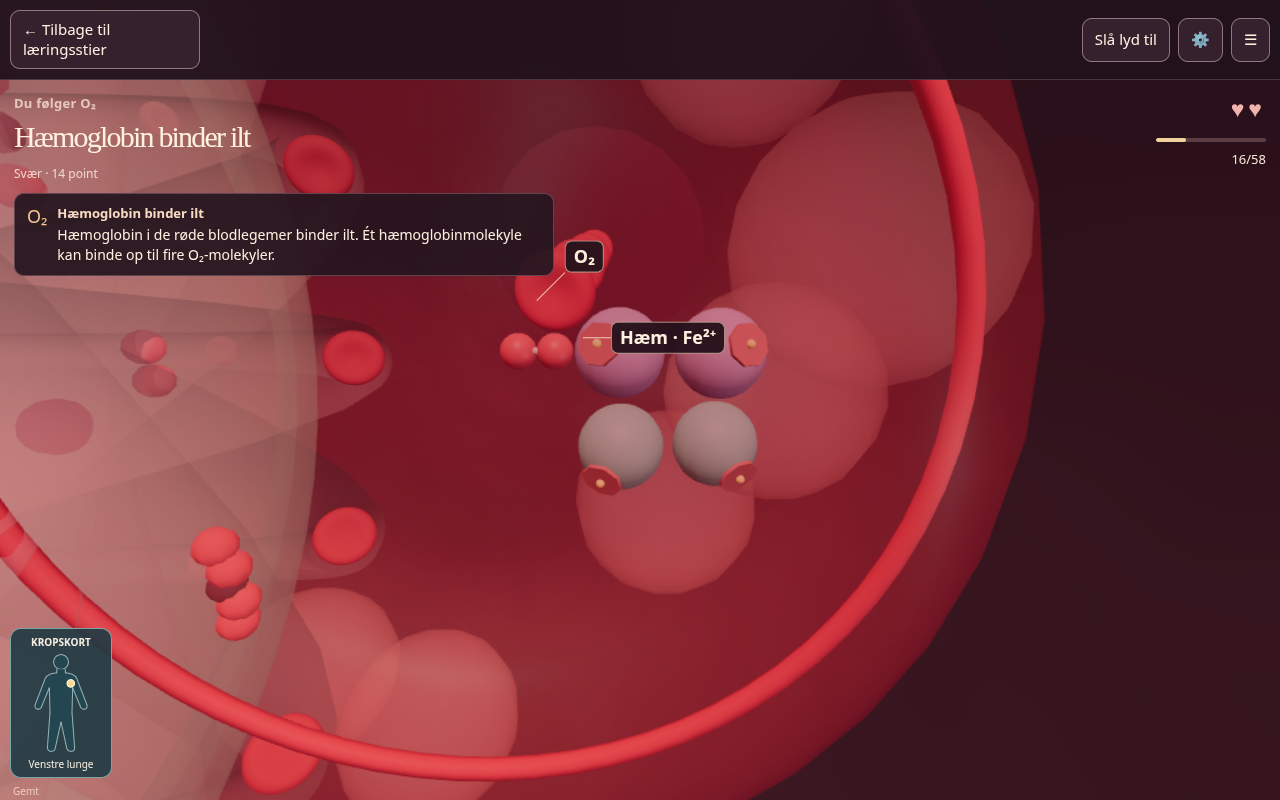 ← Tilbage til
læringsstier
Slå lyd til
Du følger O₂
Hæmoglobin binder ilt
Svær · 14 point
16/58
O₂
Hæmoglobin binder ilt
Hæmoglobin i de røde blodlegemer binder ilt. Ét hæmoglobinmolekyle
kan binde op til fire O₂-molekyler.
O₂
Hæm · Fe²⁺
KROPSKORT
Venstre lunge
Gemt